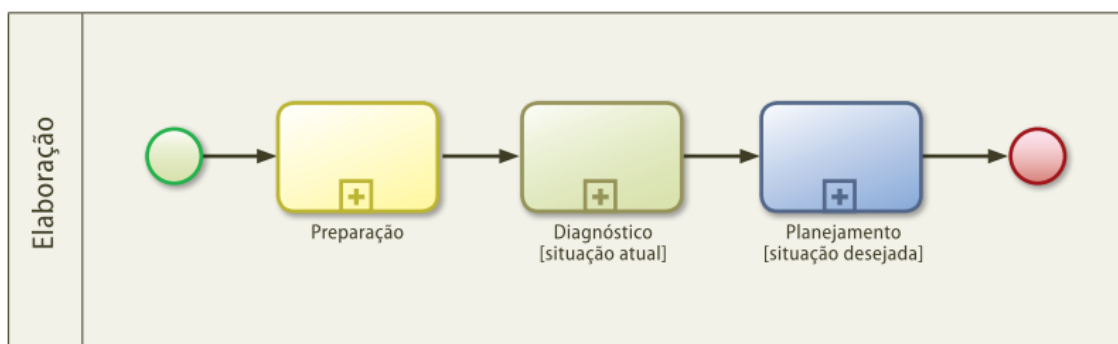 Elaboração
Preparação
Diagnóstico
[situação atual]
Planejamento
[situação desejada]